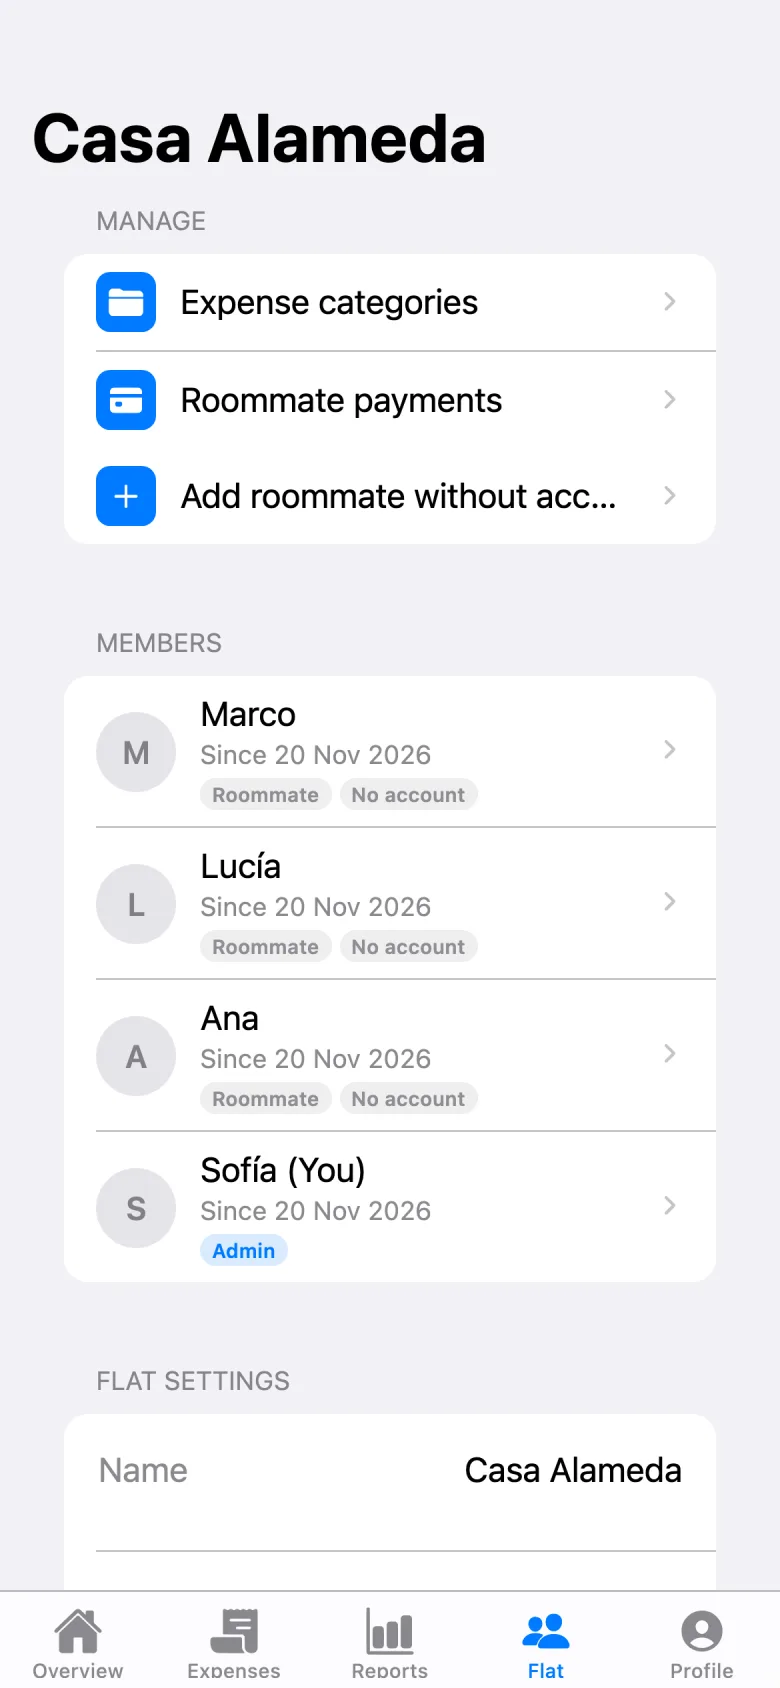 Casa Alameda
MANAGE
Expense categories
Roommate payments
Add roommate without acc...
MEMBERS
M
Marco
Since 20 Nov 2026
Roommate No account
L
Lucía
Since 20 Nov 2026
Roommate No account
A
Ana
Since 20 Nov 2026
Roommate No account
S
Sofía (You)
Since 20 Nov 2026
Admin
FLAT SETTINGS
Name Casa Alameda
Overview Expenses Reports Flat Profile